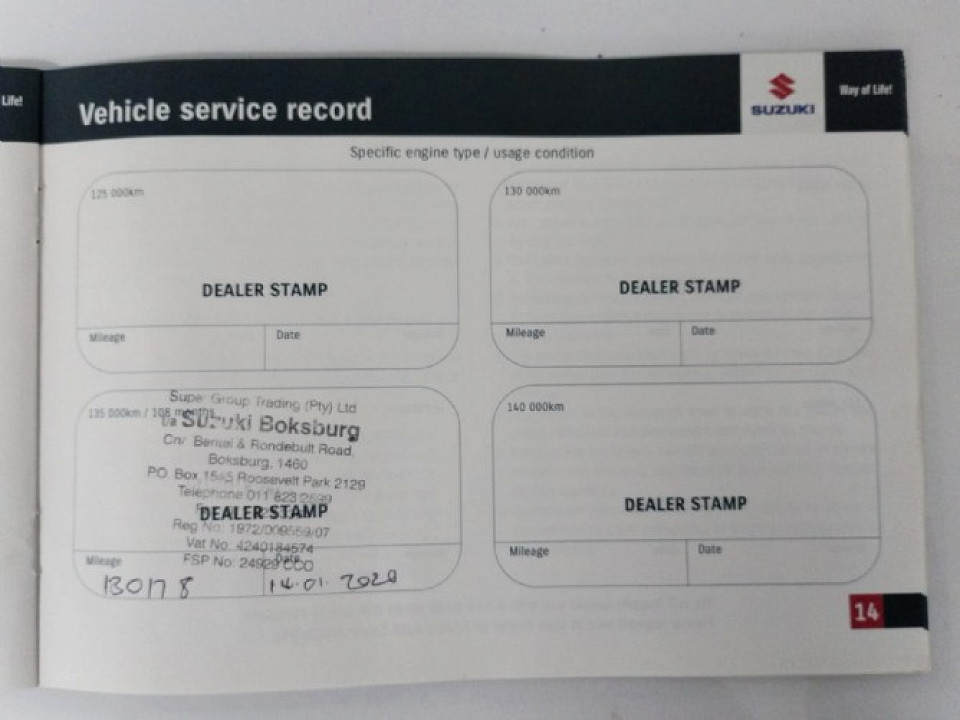 Life!
Vehicle service record
SUZUKI
Way of Life!
Specific engine type / usage condition
125 000km
DEALER STAMP
Mileage
Date
130 000km
DEALER STAMP
Mileage
Date
135 000km / 108 months
Super Group Trading (Pty) Ltd
t/a Suzuki Boksburg
Cnr Bentel & Rondebult Road,
Boksburg, 1460
PO Box Roosevelt Park 2129
Telephone 011 823
DEALER STAMP
Reg No: 1972/009559/07
Vat No. 4240184574
FSP No: 24929
Mileage
Date
130178
14.01.2020
140 000km
DEALER STAMP
Mileage
Date
14